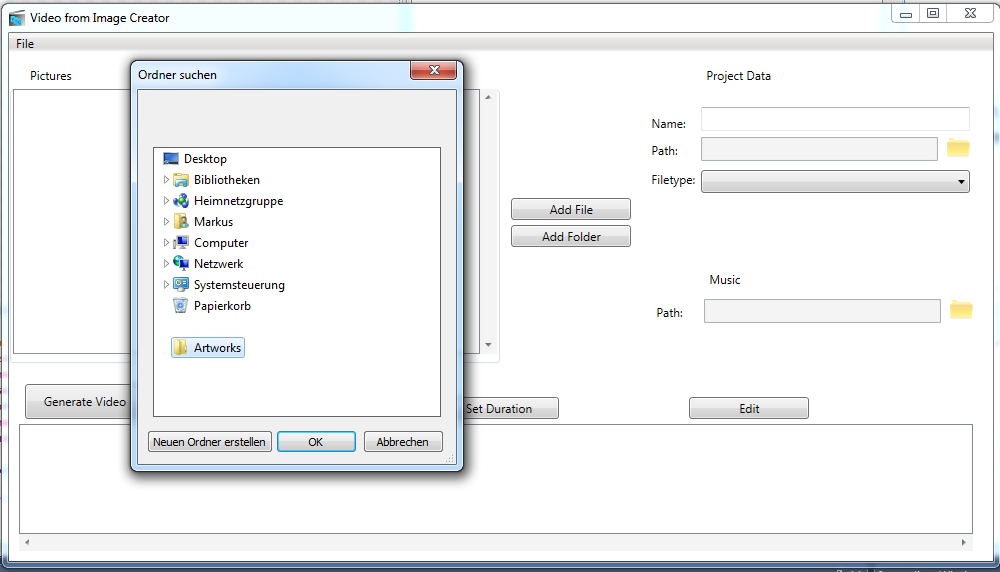 Video from Image Creator
File
Pictures
Ordner suchen
Desktop
Bibliotheken
Heimnetzgruppe
Markus
Computer
Netzwerk
Systemsteuerung
Papierkorb
Artworks
Neuen Ordner erstellen
OK
Abbrechen
Add File
Add Folder
Project Data
Name:
Path:
Filetype:
Music
Path:
Generate Video
Set Duration
Edit